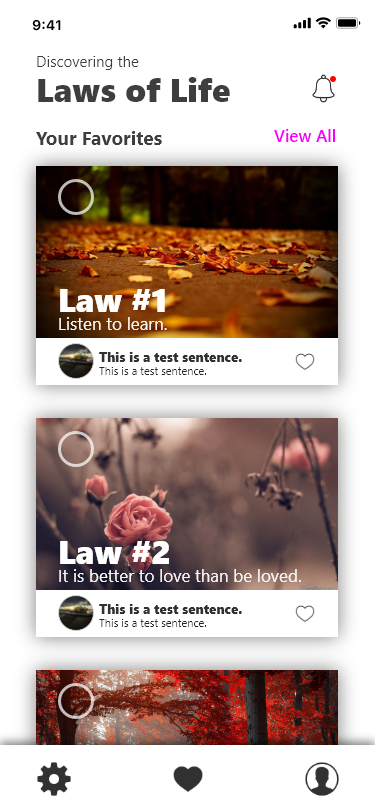 9:41
Discovering the
Laws of Life
Your Favorites
View All
Law #1
Listen to learn.
This is a test sentence.
This is a test sentence.
Law #2
It is better to love than be loved.
This is a test sentence.
This is a test sentence.